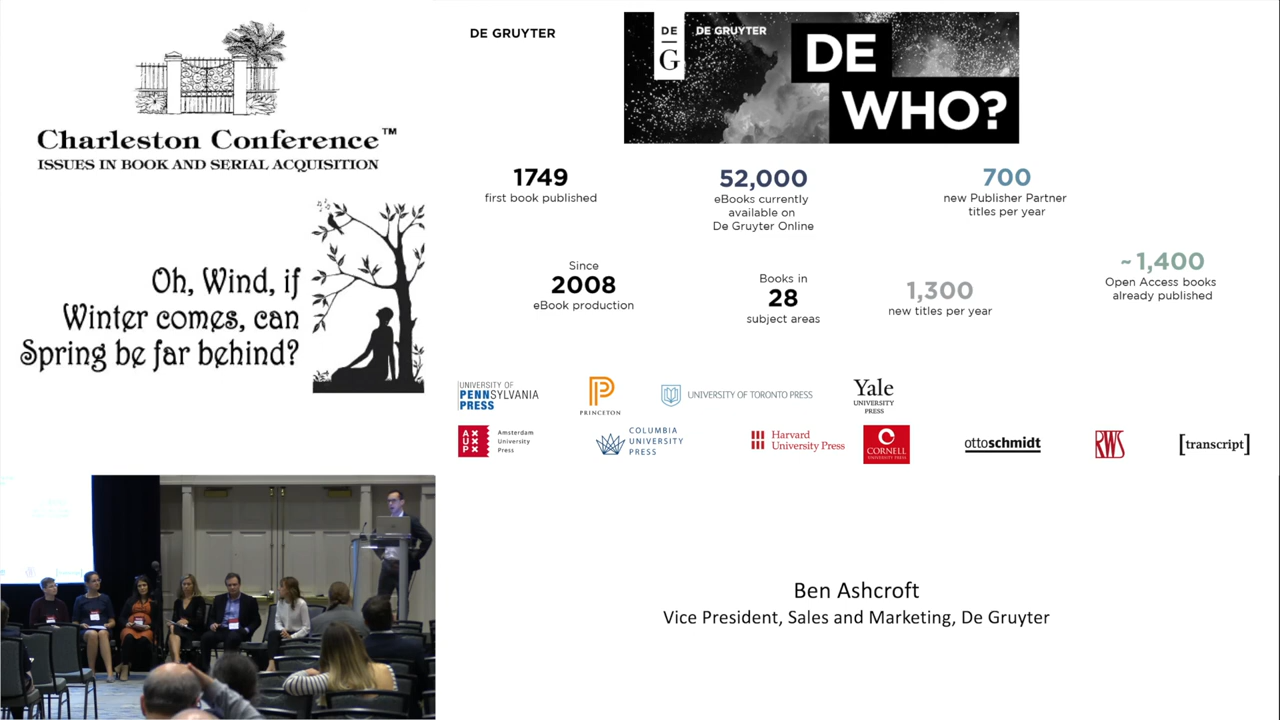 Charleston Conference™
ISSUES IN BOOK AND SERIAL ACQUISITION
Oh, Wind, if
Winter comes, can
Spring be far behind?
DE GRUYTER
DE
G
DE GRUYTER
DE
WHO?
1749
first book published
52,000
eBooks currently
available on
De Gruyter Online
700
new Publisher Partner
titles per year
Since
2008
eBook production
Books in
28
subject areas
1,300
new titles per year
~1,400
Open Access books
already published
UNIVERSITY OF
PENNSYLVANIA
PRESS
P
PRINCETON
UNIVERSITY OF TORONTO PRESS
Yale
UNIVERSITY
PRESS
AUP
Amsterdam
University
Press
COLUMBIA
UNIVERSITY
PRESS
Harvard
University Press
C
CORNELL
UNIVERSITY PRESS
ottoschmidt
RWS
[transcript]
Ben Ashcroft
Vice President, Sales and Marketing, De Gruyter